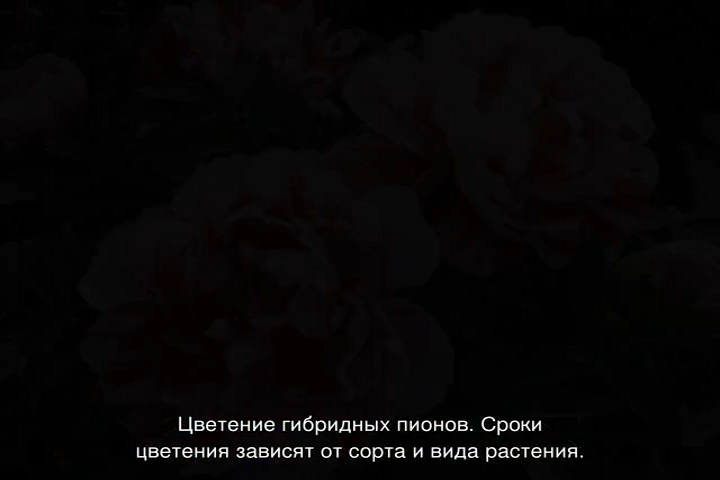 Цветение гибридных пионов. Сроки
цветения зависят от сорта и вида растения.